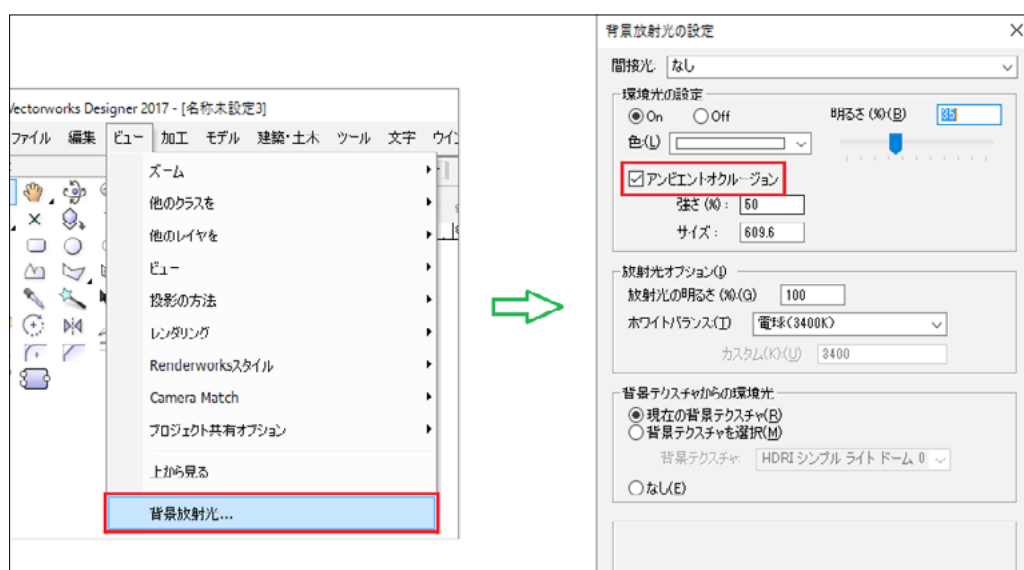 Vectorworks Designer 2017 - [名称未設定3]
ファイル 編集 ビュー 加工 モデル 建築・土木 ツール 文字
ズーム
他のクラスを
他のレイヤを
ビュー
投影の方法
レンダリング
Renderworksスタイル
Camera Match
プロジェクト共有オプション
上から見る
背景放射光...
背景放射光の設定
間接光: なし
環境光の設定
On Off 明るさ (%)(B) 35
色:(L)
アンビエントオクルージョン
強さ (%) : 50
サイズ : 609.6
放射光オプション(J)
放射光の明るさ (%):(G) 100
ホワイトバランス:(T) 電球(3400K)
カスタム(K):(U) 3400
背景テクスチャからの環境光
現在の背景テクスチャ(R)
背景テクスチャを選択(M)
背景テクスチャ: HDRI シンプル ライト ドーム 0
なし(E)